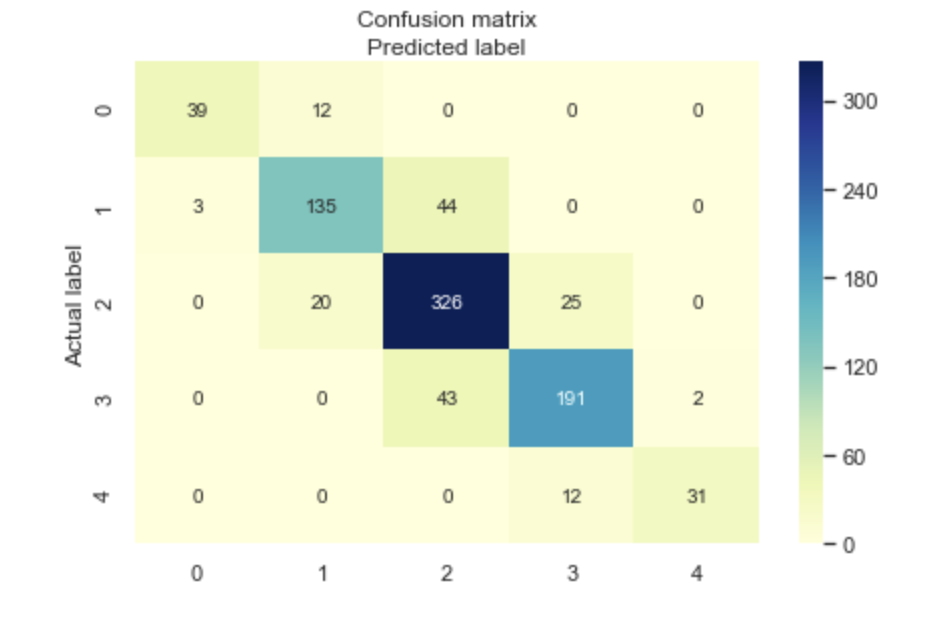 Confusion matrix
Predicted label
Actual label
0 39 12 0 0 0
1 3 135 44 0 0
2 0 20 326 25 0
3 0 0 43 191 2
4 0 0 0 12 31
0 1 2 3 4
300
240
180
120
60
0